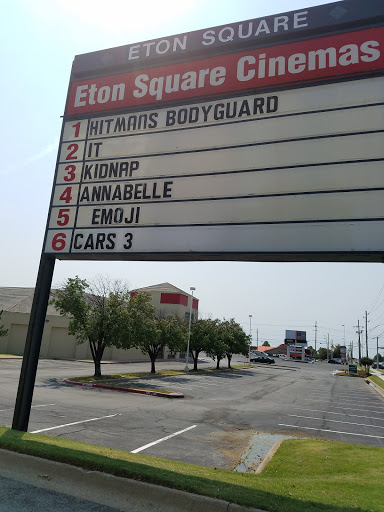 ETON SQUARE
Eton Square Cinemas
1 HITMANS BODYGUARD
2 IT
3 KIDNAP
4 ANNABELLE
5 EMOJI
6 CARS 3